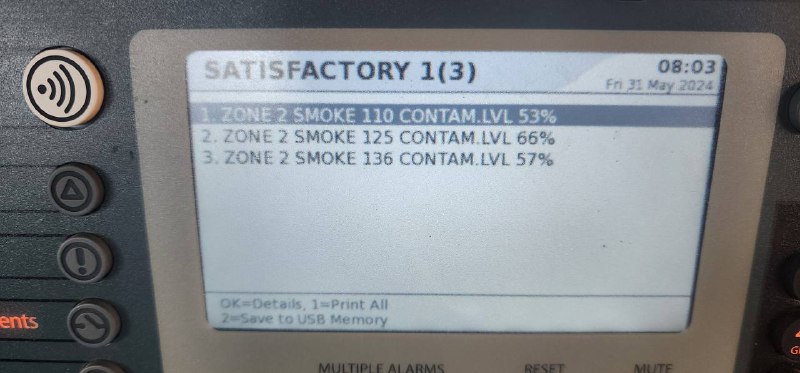 SATISFACTORY 1(3)
08:03
Fri 31 May 2024
1. ZONE 2 SMOKE 110 CONTAM.LVL 53%
2. ZONE 2 SMOKE 125 CONTAM.LVL 66%
3. ZONE 2 SMOKE 136 CONTAM.LVL 57%
OK=Details, 1=Print All
2=Save to USB Memory
ents
MULTIPLE ALARMS
RESET
MUTE